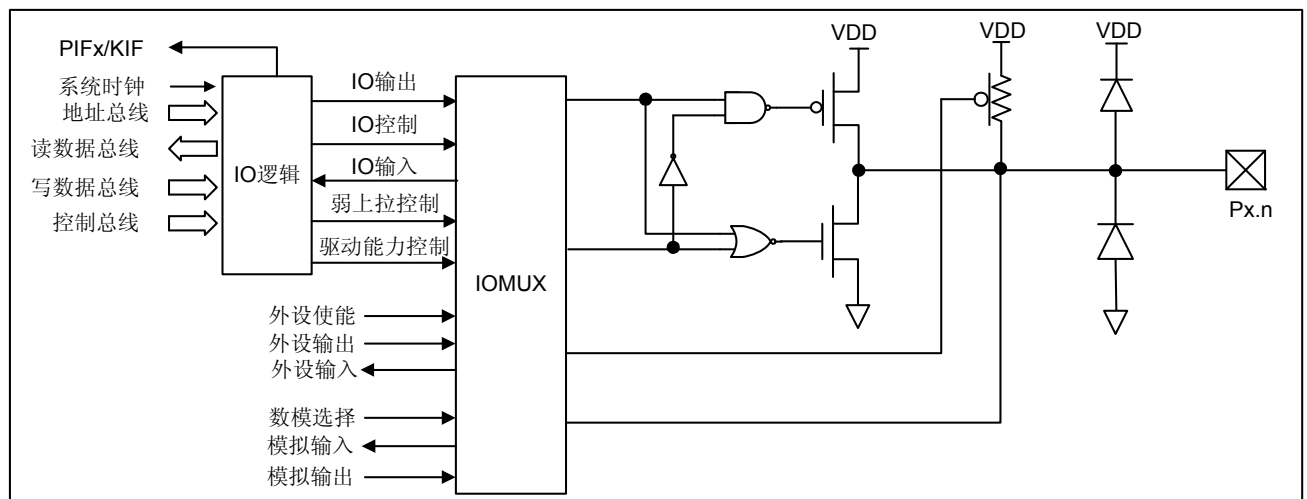 PIFx/KIF
系统时钟
地址总线
读数据总线
写数据总线
控制总线
IO逻辑
IO输出
IO控制
IO输入
弱上拉控制
驱动能力控制
外设使能
外设输出
外设输入
数模选择
模拟输入
模拟输出
IOMUX
VDD
VDD
VDD
Px.n